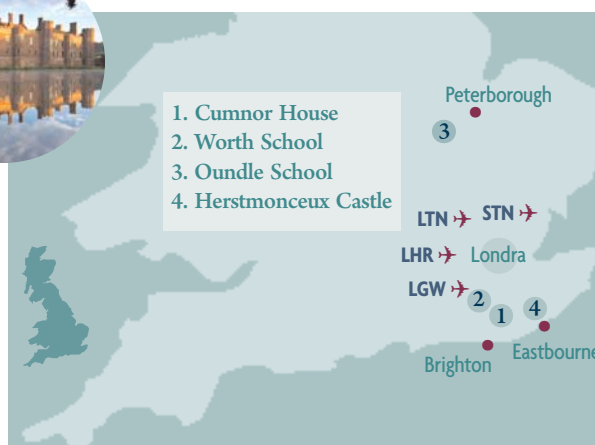 1. Cumnor House
2. Worth School
3. Oundle School
4. Herstmonceux Castle
Peterborough
3
LTN STN
LHR Londra
LGW
2
1
4
Eastbourne
Brighton